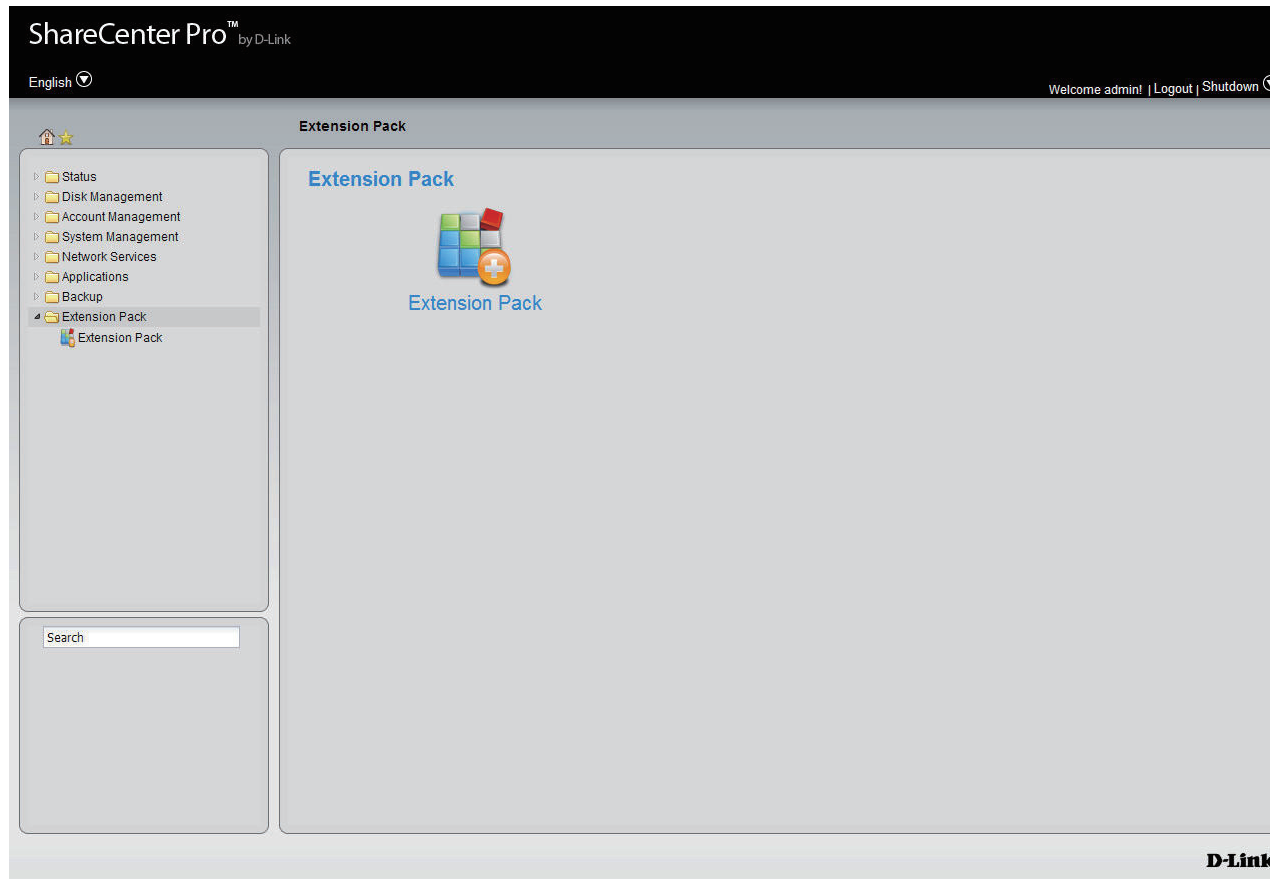 ShareCenter Pro™ by D-Link
English
Welcome admin! | Logout | Shutdown
Extension Pack
Status
Disk Management
Account Management
System Management
Network Services
Applications
Backup
Extension Pack
Extension Pack
Search
Extension Pack
Extension Pack
D-Link